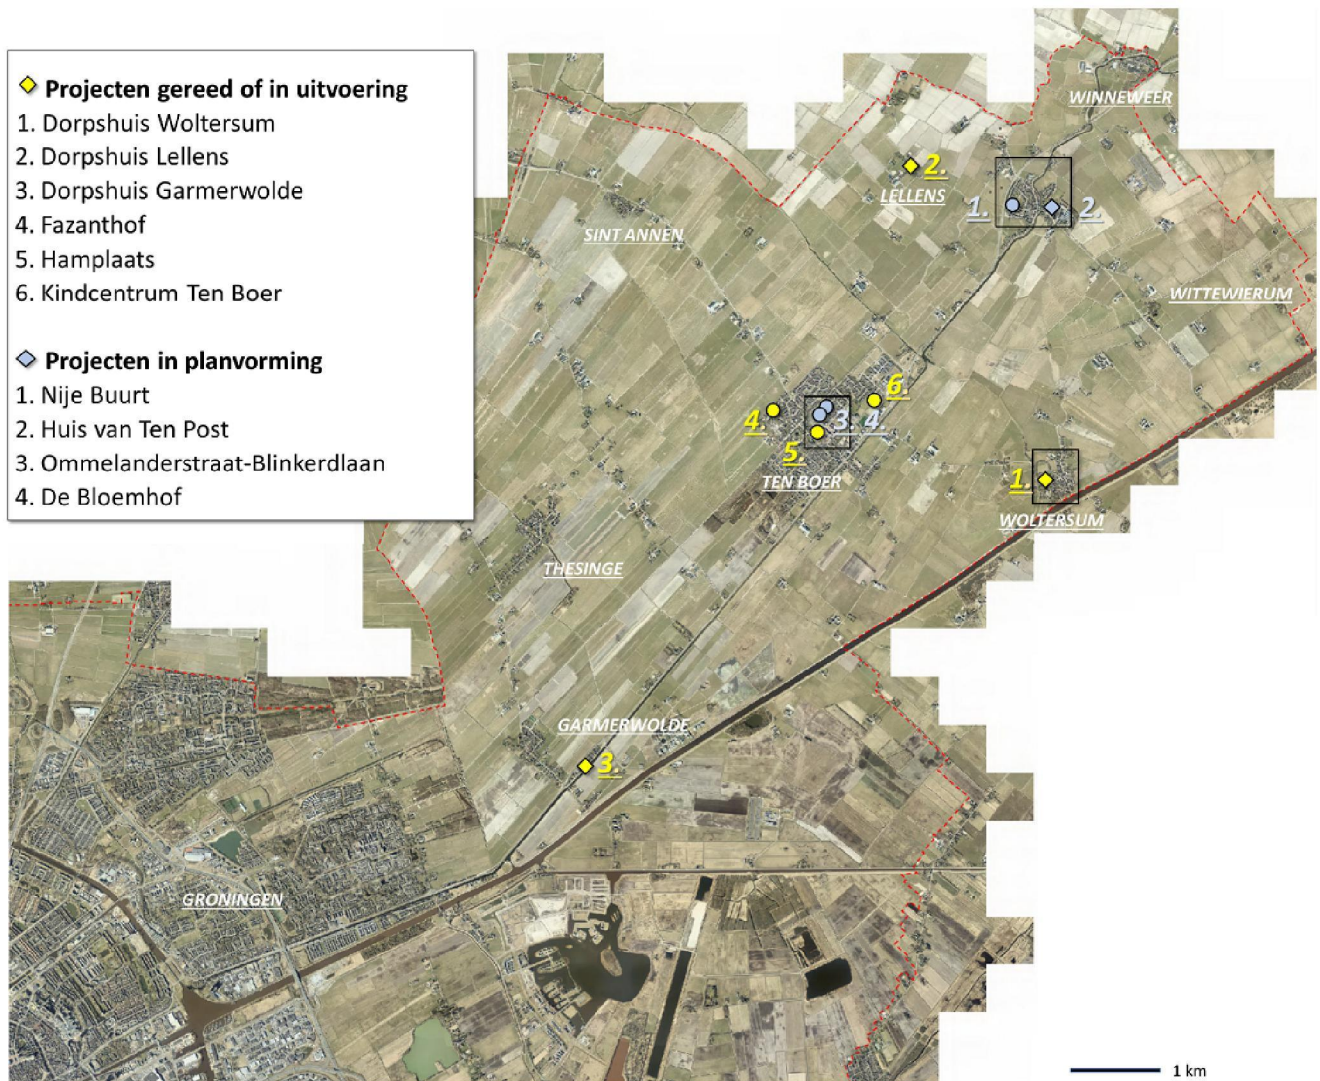 Projecten gereed of in uitvoering
1. Dorpshuis Woltersum
2. Dorpshuis Lellens
3. Dorpshuis Garmerwolde
4. Fazanthof
5. Hamplaats
6. Kindcentrum Ten Boer
Projecten in planvorming
1. Nije Buurt
2. Huis van Ten Post
3. Ommelanderstraat-Blinkerdlaan
4. De Bloemhof
WINNEWEER
2.
LELLENS
1.
2.
SINT ANNEN
WITTEWIERUM
6.
4.
3.
4.
5.
TEN BOER
1.
WOLTERSUM
THESINGE
GARMERWOLDE
3.
GRONINGEN
1 km